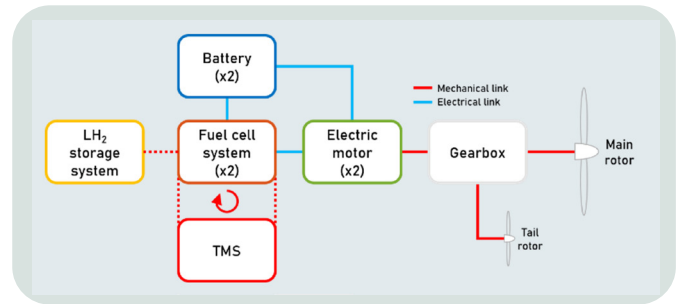 Battery
(x2)
Mechanical link
Electrical link
LH₂
storage
system
Fuel cell
system
(x2)
Electric
motor
(x2)
Gearbox
Main
rotor
TMS
Tail
rotor